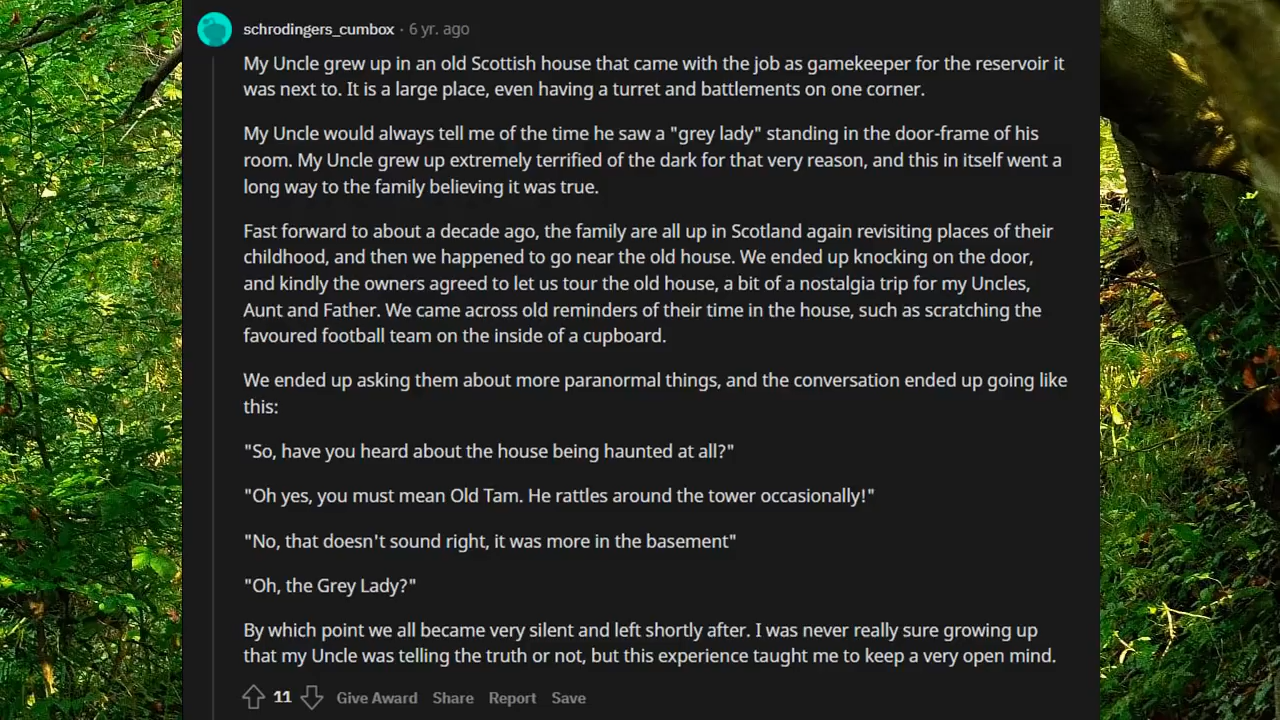 schrodingers_cumbox · 6 yr. ago
My Uncle grew up in an old Scottish house that came with the job as gamekeeper for the reservoir it
was next to. It is a large place, even having a turret and battlements on one corner.
My Uncle would always tell me of the time he saw a "grey lady" standing in the door-frame of his
room. My Uncle grew up extremely terrified of the dark for that very reason, and this in itself went a
long way to the family believing it was true.
Fast forward to about a decade ago, the family are all up in Scotland again revisiting places of their
childhood, and then we happened to go near the old house. We ended up knocking on the door,
and kindly the owners agreed to let us tour the old house, a bit of a nostalgia trip for my Uncles,
Aunt and Father. We came across old reminders of their time in the house, such as scratching the
favoured football team on the inside of a cupboard.
We ended up asking them about more paranormal things, and the conversation ended up going like
this:
"So, have you heard about the house being haunted at all?"
"Oh yes, you must mean Old Tam. He rattles around the tower occasionally!"
"No, that doesn't sound right, it was more in the basement"
"Oh, the Grey Lady?"
By which point we all became very silent and left shortly after. I was never really sure growing up
that my Uncle was telling the truth or not, but this experience taught me to keep a very open mind.
11 Give Award Share Report Save